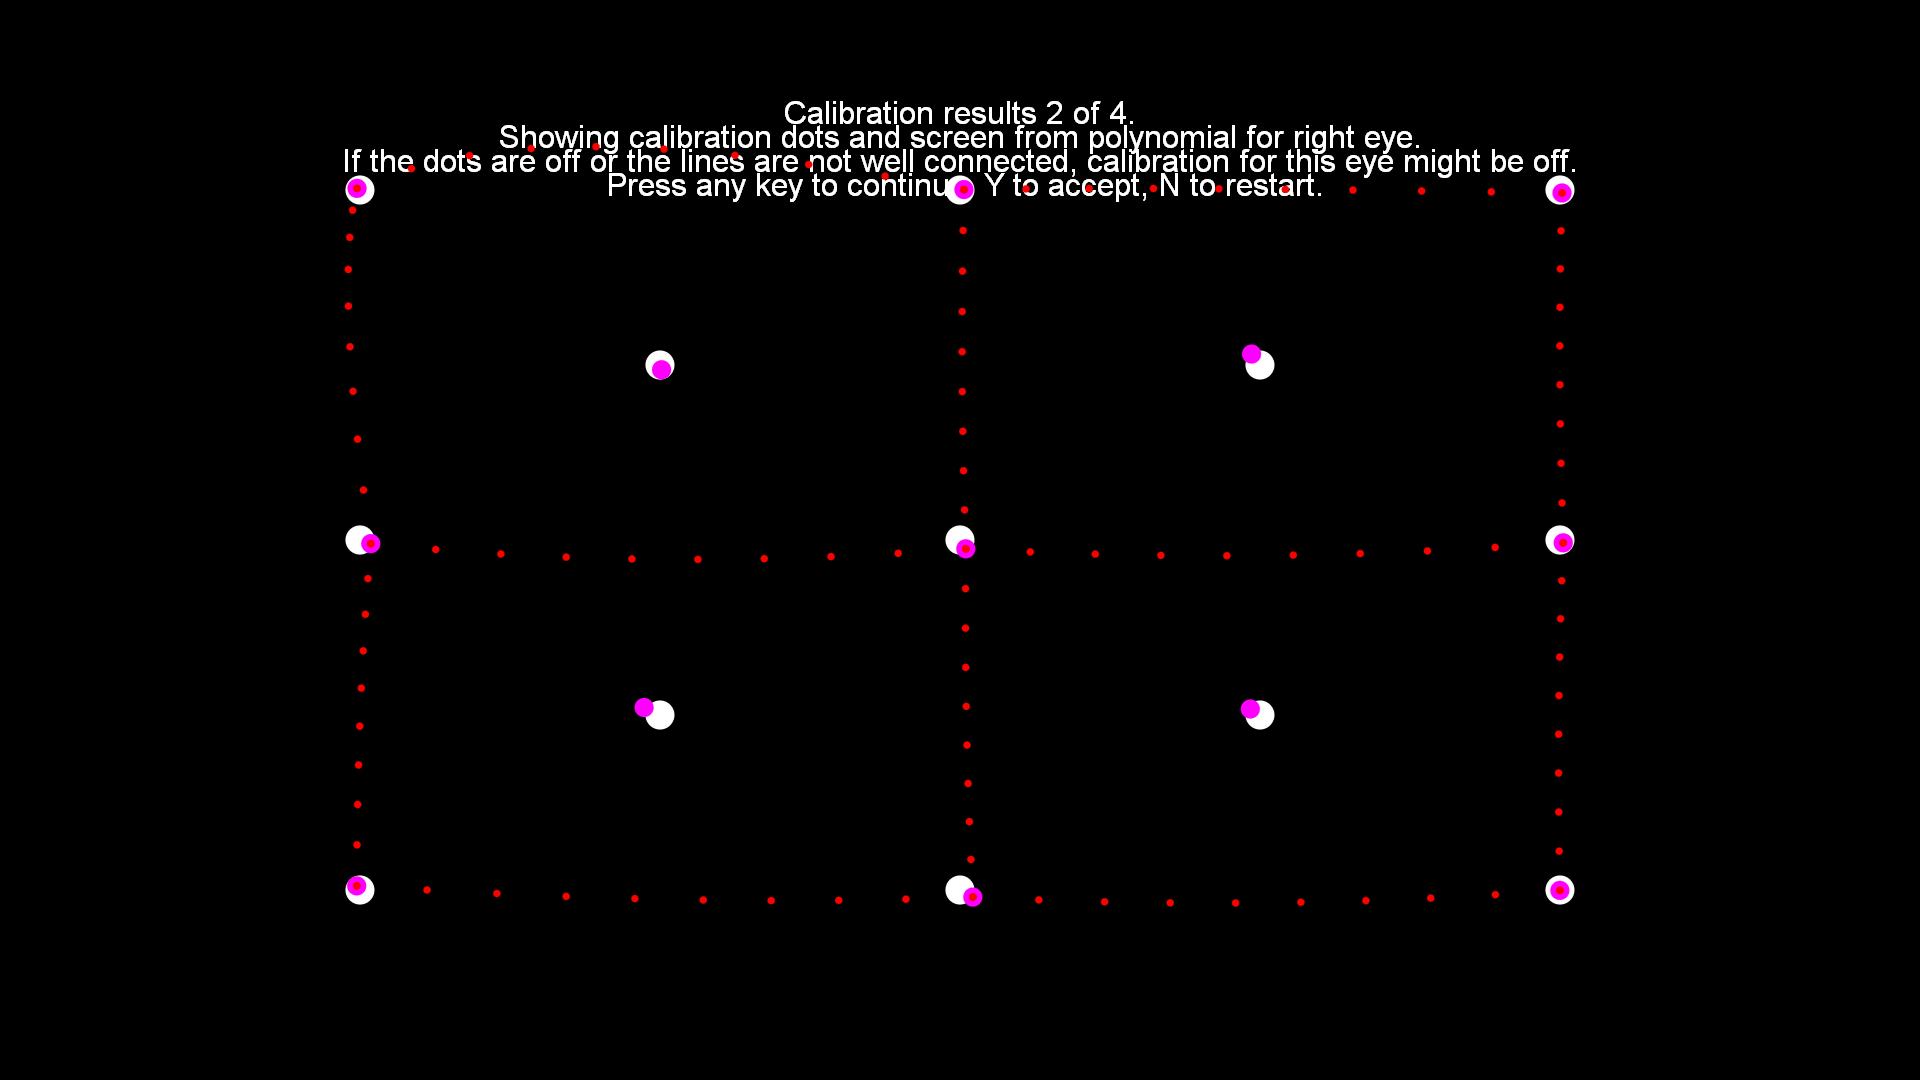 Calibration results 2 of 4.
Showing calibration dots and screen from polynomial for right eye.
If the dots are off or the lines are not well connected, calibration for this eye might be off.
Press any key to continue, Y to accept, N to restart.